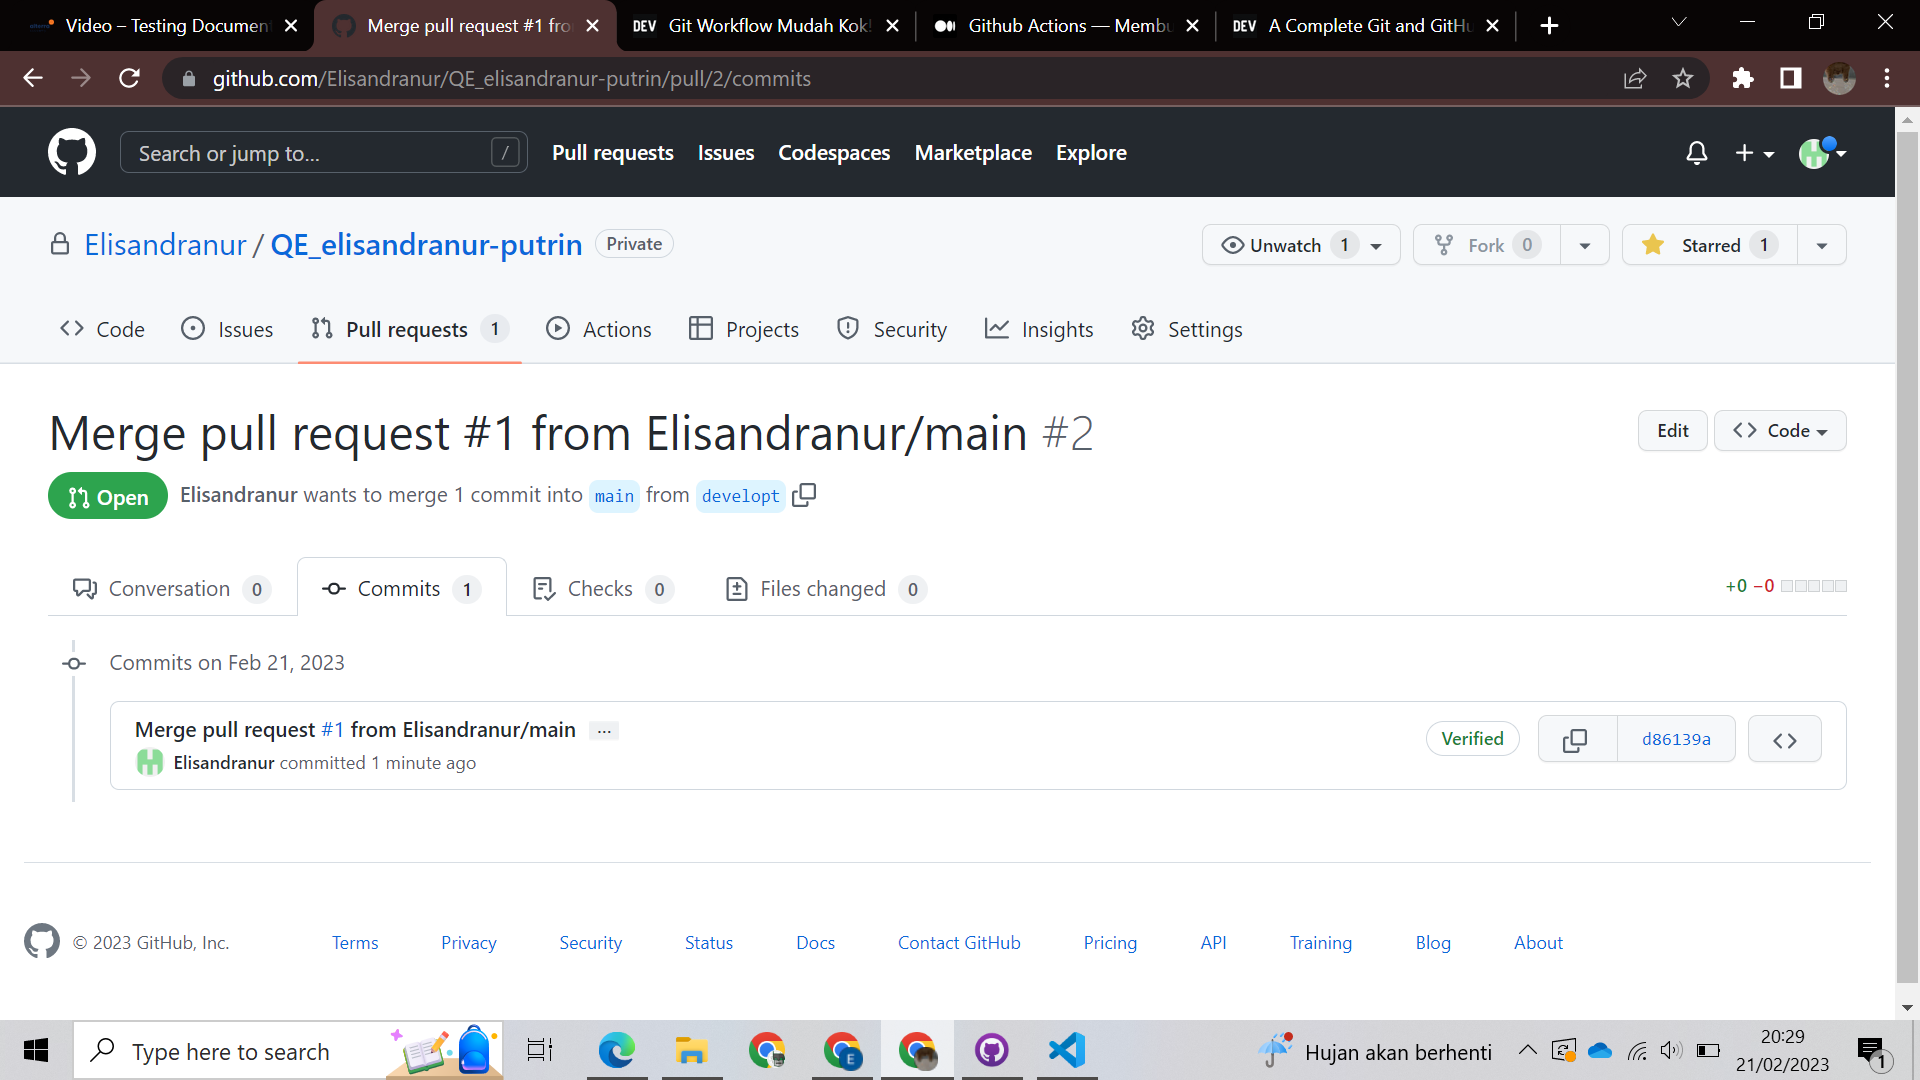 Video – Testing Document
Merge pull request #1 fro
Git Workflow Mudah Kok!
Github Actions — Membu
A Complete Git and GitHu
github.com/Elisandranur/QE_elisandranur-putrin/pull/2/commits
Search or jump to... /
Pull requests Issues Codespaces Marketplace Explore
Elisandranur / QE_elisandranur-putrin Private
Unwatch 1 Fork 0 Starred 1
Code Issues Pull requests 1 Actions Projects Security Insights Settings
Merge pull request #1 from Elisandranur/main #2
Edit Code
Open Elisandranur wants to merge 1 commit into main from developt
Conversation 0 Commits 1 Checks 0 Files changed 0 +0 −0
Commits on Feb 21, 2023
Merge pull request #1 from Elisandranur/main ...
Elisandranur committed 1 minute ago
Verified d86139a
© 2023 GitHub, Inc. Terms Privacy Security Status Docs Contact GitHub Pricing API Training Blog About
Type here to search
Hujan akan berhenti
20:29
21/02/2023
1